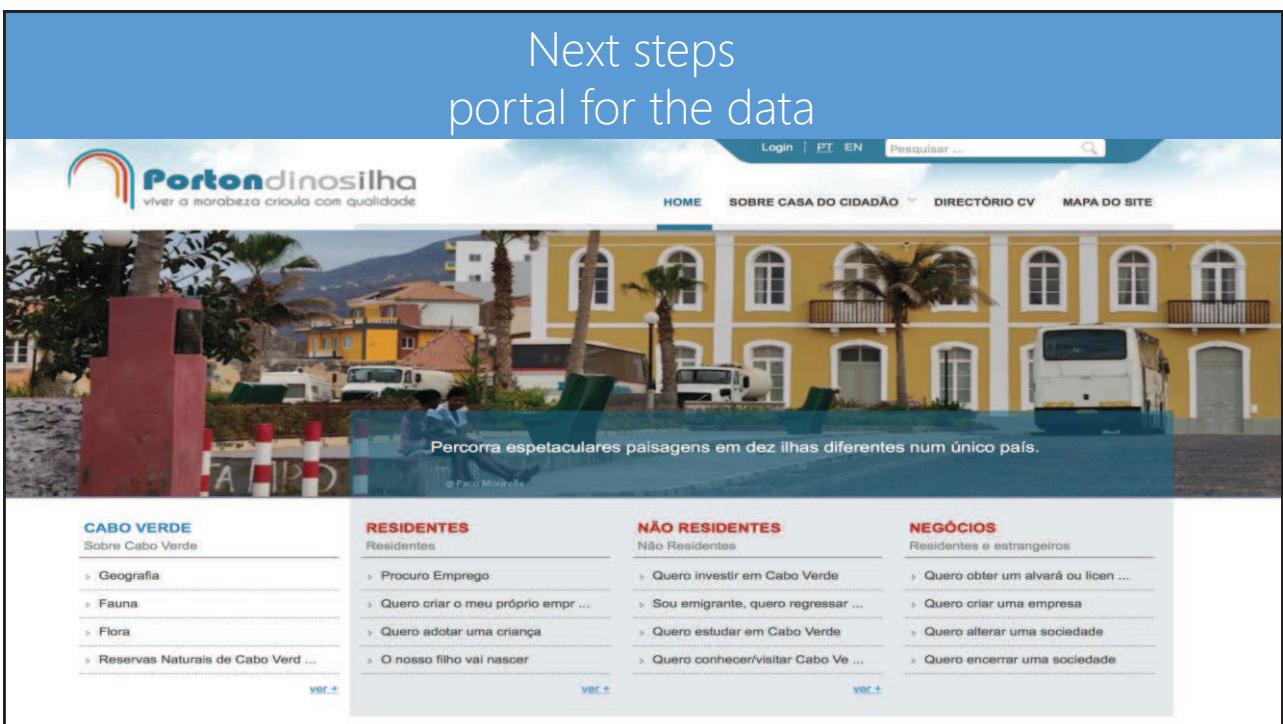 Next steps
portal for the data
Login | PT EN Pesquisar ...
Portondinosilha
viver a morabeza crioula com qualidade
HOME SOBRE CASA DO CIDADÃO DIRECTÓRIO CV MAPA DO SITE
Percorra espetaculares paisagens em dez ilhas diferentes num único país.
@ Paco Mourelle
CABO VERDE
Sobre Cabo Verde
> Geografia
> Fauna
> Flora
> Reservas Naturais de Cabo Verd ...
ver +
RESIDENTES
Residentes
> Procuro Emprego
> Quero criar o meu próprio empr ...
> Quero adotar uma criança
> O nosso filho vai nascer
ver +
NÃO RESIDENTES
Não Residentes
> Quero investir em Cabo Verde
> Sou emigrante, quero regressar ...
> Quero estudar em Cabo Verde
> Quero conhecer/visitar Cabo Ve ...
ver +
NEGÓCIOS
Residentes e estrangeiros
> Quero obter um alvará ou licen ...
> Quero criar uma empresa
> Quero alterar uma sociedade
> Quero encerrar uma sociedade